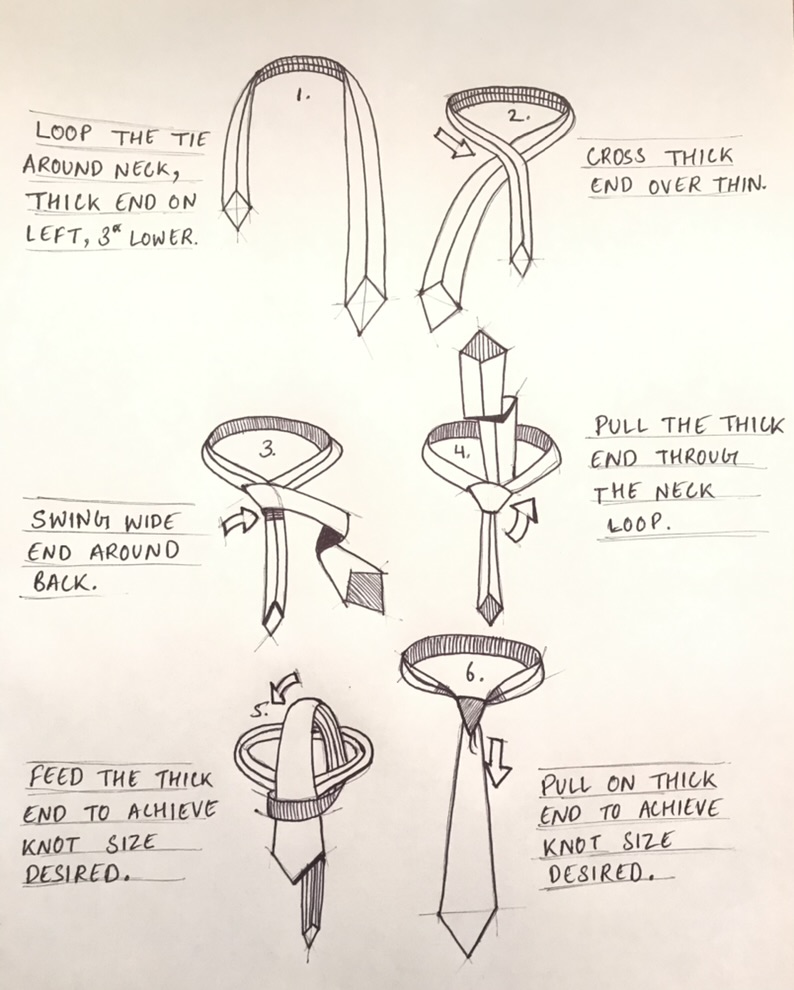 1.
LOOP THE TIE
AROUND NECK,
THICK END ON
LEFT, 3" LOWER.
2.
CROSS THICK
END OVER THIN.
3.
SWING WIDE
END AROUND
BACK.
4.
PULL THE THICK
END THROUG
THE NECK
LOOP.
5.
FEED THE THICK
END TO ACHIEVE
KNOT SIZE
DESIRED.
6.
PULL ON THICK
END TO ACHIEVE
KNOT SIZE
DESIRED.